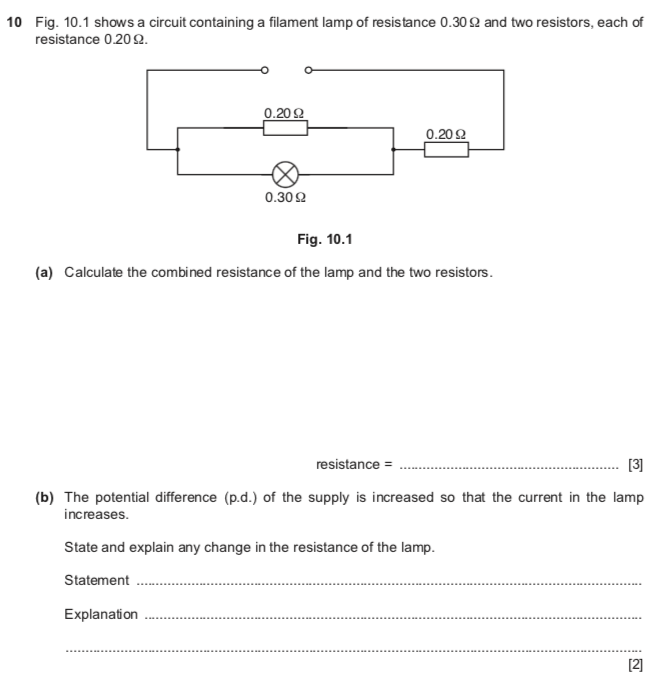 10 Fig. 10.1 shows a circuit containing a filament lamp of resistance 0.30 Ω and two resistors, each of
resistance 0.20 Ω.
0.20 Ω
0.20 Ω
0.30 Ω
Fig. 10.1
(a) Calculate the combined resistance of the lamp and the two resistors.
resistance = ........................................................ [3]
(b) The potential difference (p.d.) of the supply is increased so that the current in the lamp
increases.
State and explain any change in the resistance of the lamp.
Statement ................................................................................................................................
Explanation ..............................................................................................................................
..................................................................................................................................................
[2]